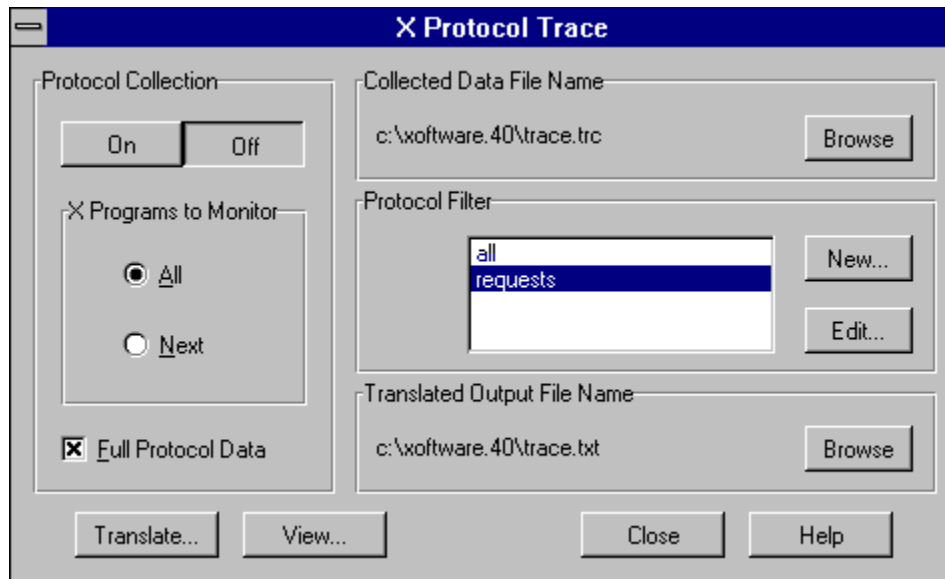 X Protocol Trace
Protocol Collection
On Off
X Programs to Monitor
All
Next
Full Protocol Data
Collected Data File Name
c:\xoftware.40\trace.trc Browse
Protocol Filter
all
requests
New...
Edit...
Translated Output File Name
c:\xoftware.40\trace.txt Browse
Translate... View... Close Help